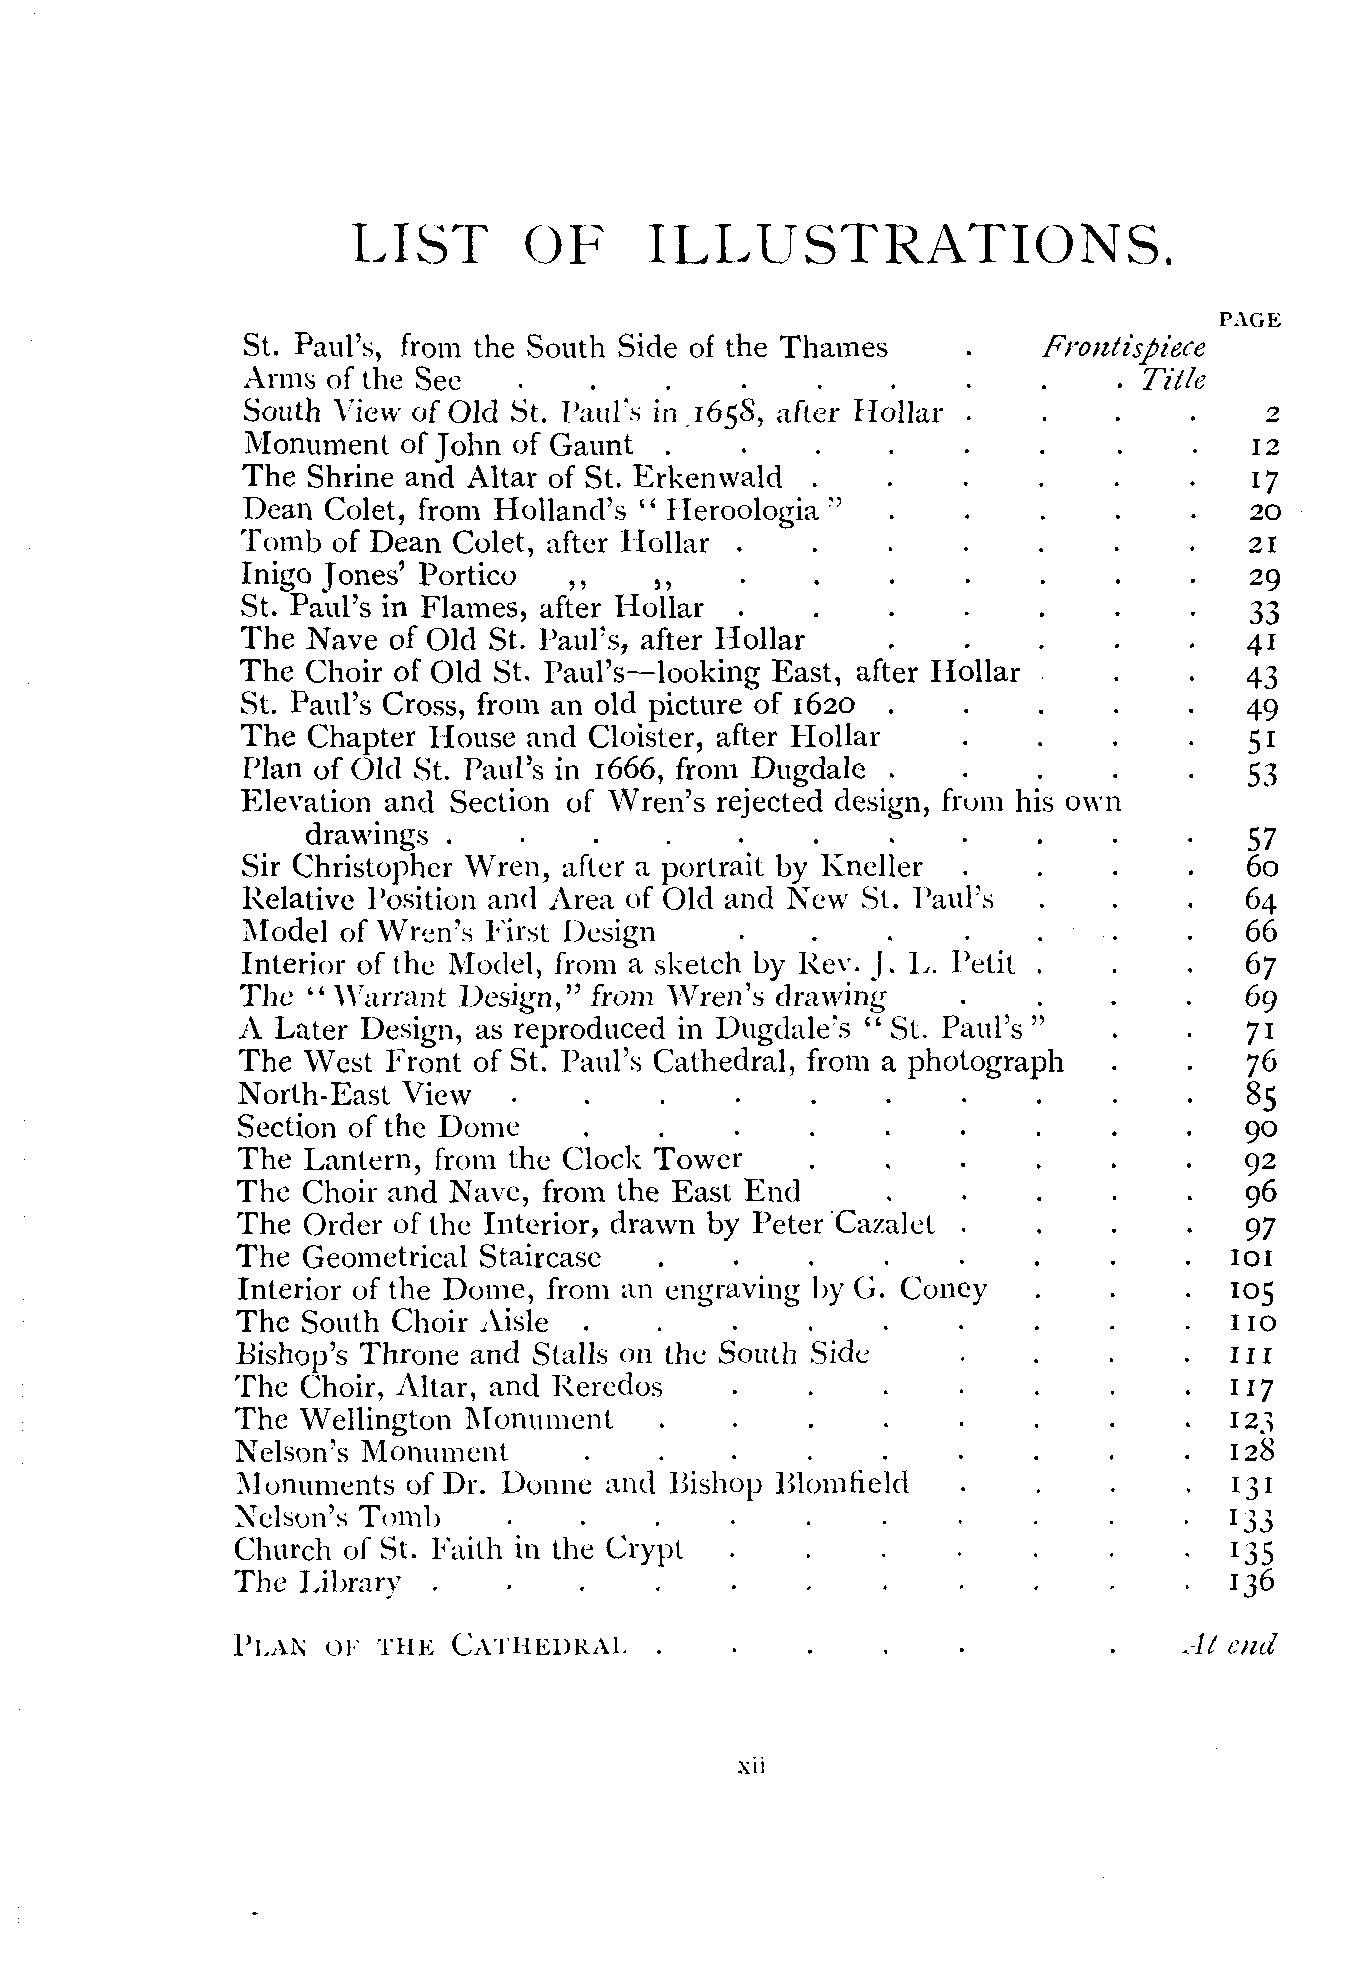 LIST OF ILLUSTRATIONS.
PAGE
St. Paul's, from the South Side of the Thames . Frontispiece
Arms of the See . . . . . . . . . Title
South View of Old St. Paul's in 1658, after Hollar . . . . 2
Monument of John of Gaunt . . . . . . . . 12
The Shrine and Altar of St. Erkenwald . . . . . . 17
Dean Colet, from Holland's "Heroologia" . . . . . 20
Tomb of Dean Colet, after Hollar . . . . . . . 21
Inigo Jones' Portico ,, ,, . . . . . . . 29
St. Paul's in Flames, after Hollar . . . . . . . 33
The Nave of Old St. Paul's, after Hollar . . . . . 41
The Choir of Old St. Paul's—looking East, after Hollar . . . 43
St. Paul's Cross, from an old picture of 1620 . . . . . 49
The Chapter House and Cloister, after Hollar . . . . 51
Plan of Old St. Paul's in 1666, from Dugdale . . . . . 53
Elevation and Section of Wren's rejected design, from his own
drawings . . . . . . . . . . . 57
Sir Christopher Wren, after a portrait by Kneller . . . . 60
Relative Position and Area of Old and New St. Paul's . . . 64
Model of Wren's First Design . . . . . . . 66
Interior of the Model, from a sketch by Rev. J. L. Petit . . . 67
The "Warrant Design," from Wren's drawing . . . . 69
A Later Design, as reproduced in Dugdale's "St. Paul's" . . 71
The West Front of St. Paul's Cathedral, from a photograph . . 76
North-East View . . . . . . . . . . 85
Section of the Dome . . . . . . . . . 90
The Lantern, from the Clock Tower . . . . . . 92
The Choir and Nave, from the East End . . . . . 96
The Order of the Interior, drawn by Peter Cazalet . . . . 97
The Geometrical Staircase . . . . . . . . 101
Interior of the Dome, from an engraving by G. Coney . . . 105
The South Choir Aisle . . . . . . . . . 110
Bishop's Throne and Stalls on the South Side . . . . 111
The Choir, Altar, and Reredos . . . . . . . 117
The Wellington Monument . . . . . . . . 123
Nelson's Monument . . . . . . . . . 128
Monuments of Dr. Donne and Bishop Blomfield . . . . 131
Nelson's Tomb . . . . . . . . . . 133
Church of St. Faith in the Crypt . . . . . . . 135
The Library . . . . . . . . . . . 136
PLAN OF THE CATHEDRAL . . . . . . At end
xii